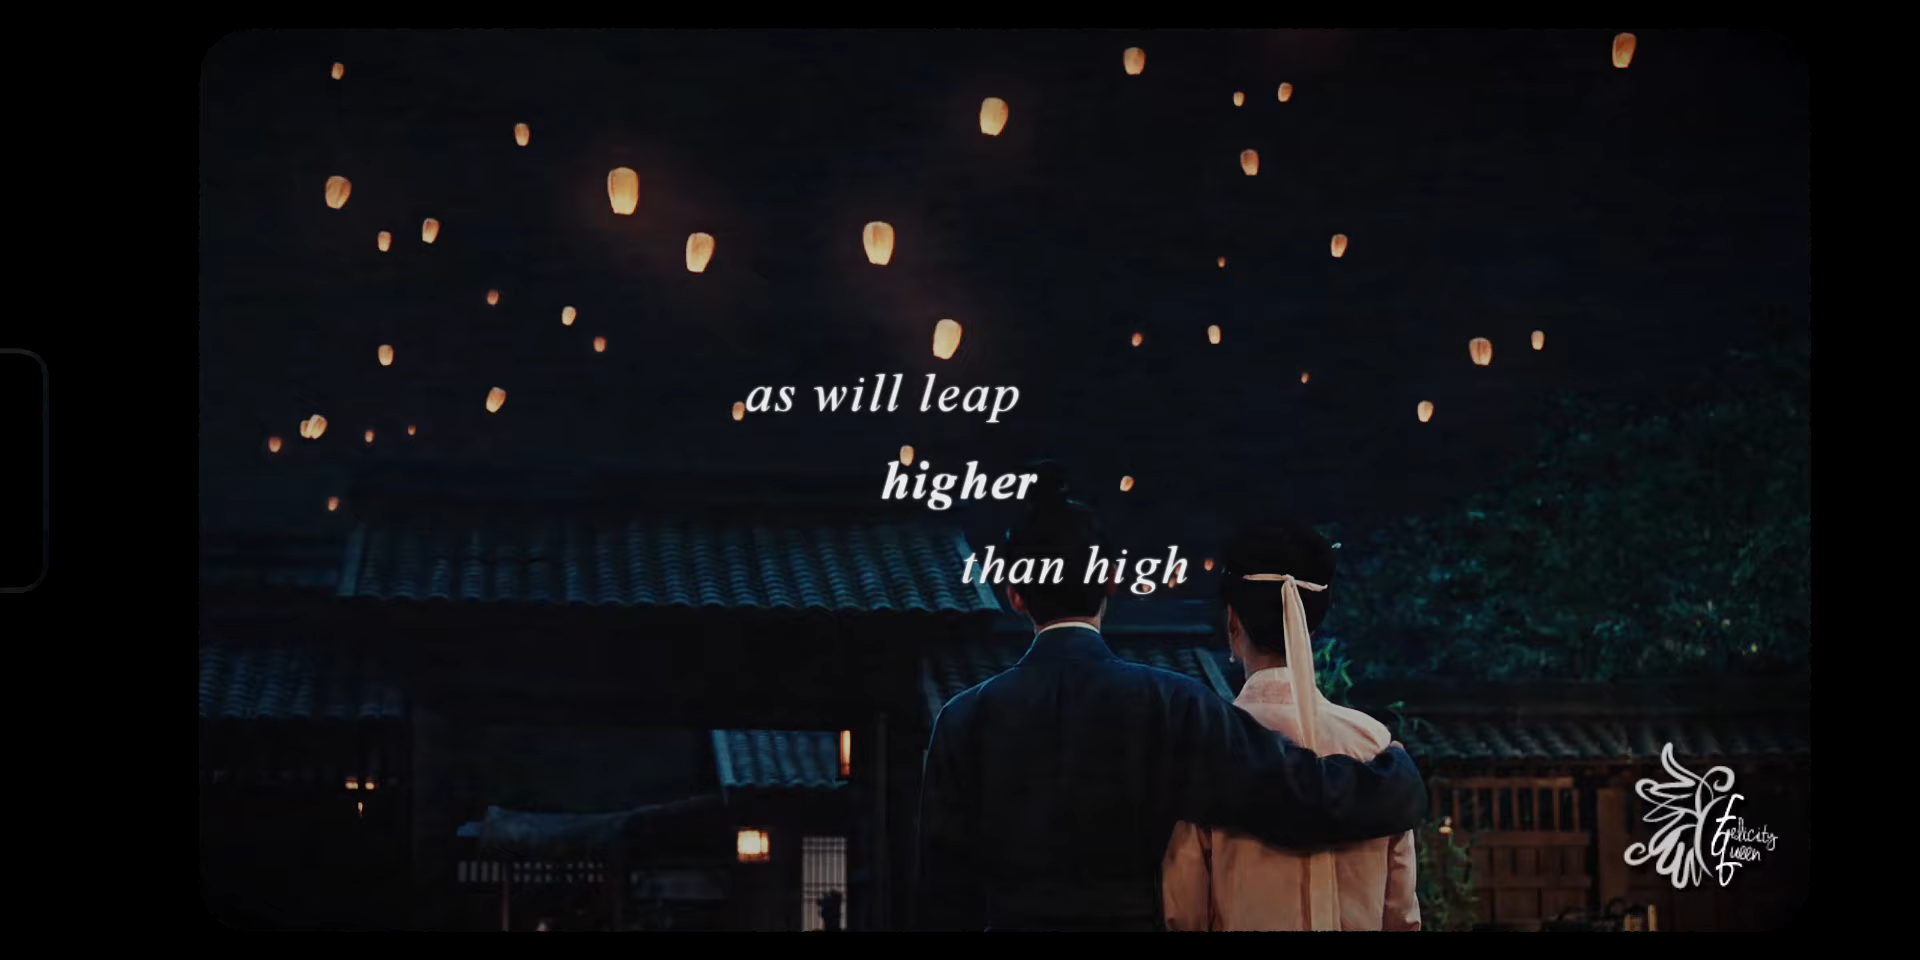 as will leap
higher
than high
Felicity
Queen